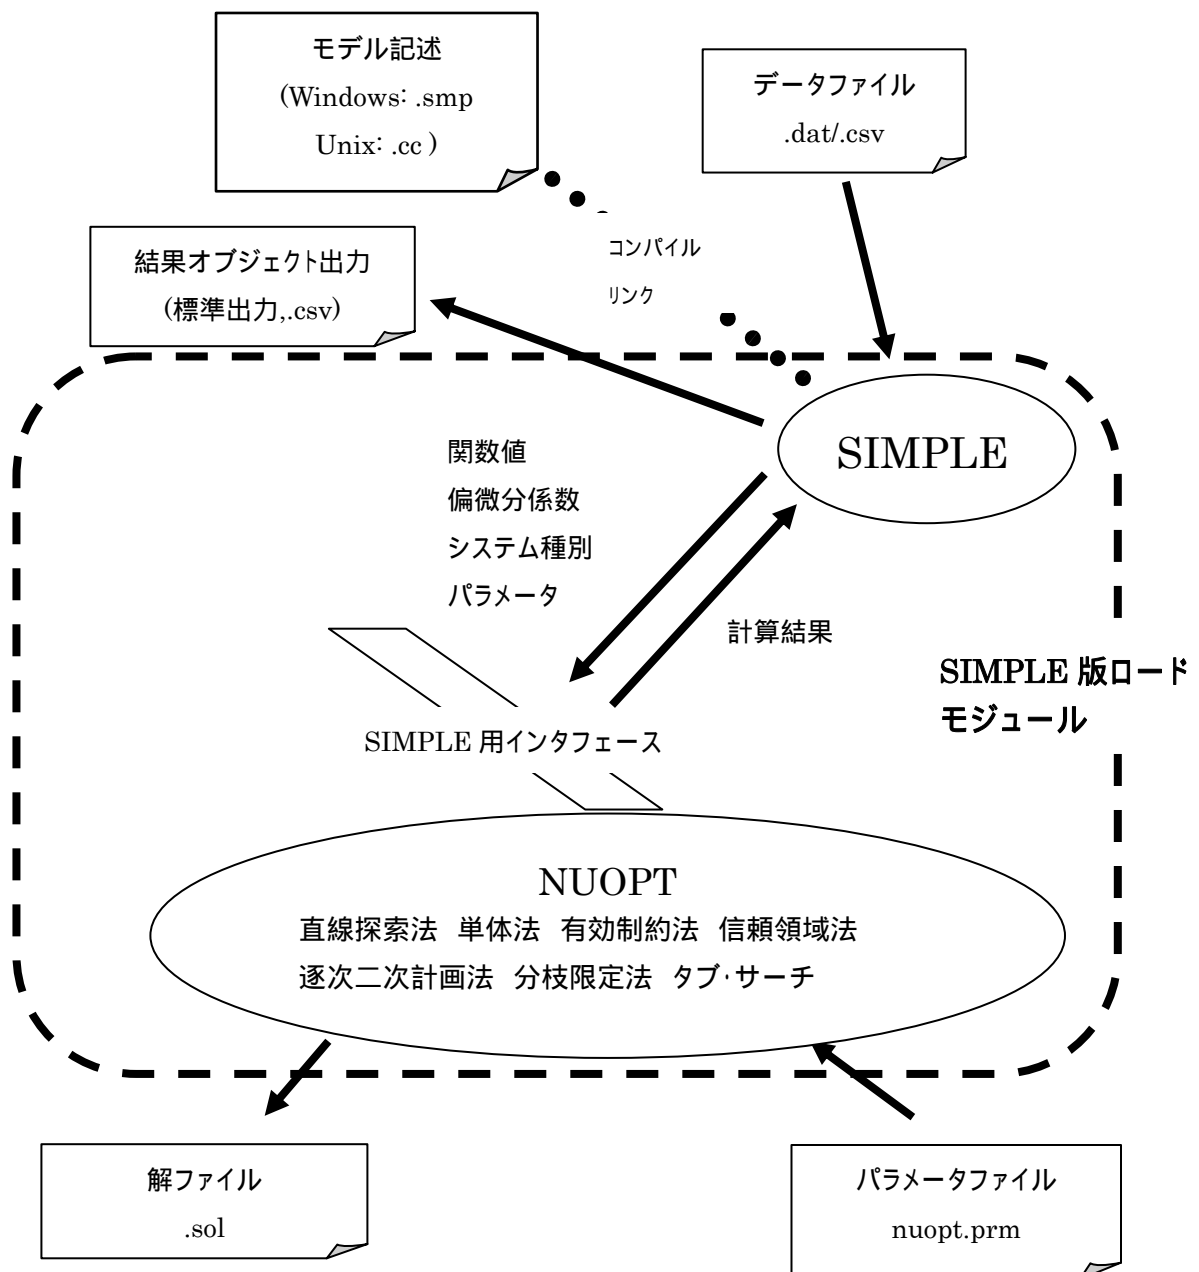 モデル記述
(Windows: .smp
Unix: .cc )
データファイル
.dat/.csv
コンパイル
リンク
結果オブジェクト出力
(標準出力,.csv)
SIMPLE
関数値
偏微分係数
システム種別
パラメータ
計算結果
SIMPLE 版ロード
モジュール
SIMPLE 用インタフェース
NUOPT
直線探索法 単体法 有効制約法 信頼領域法
逐次二次計画法 分枝限定法 タブ・サーチ
解ファイル
.sol
パラメータファイル
nuopt.prm